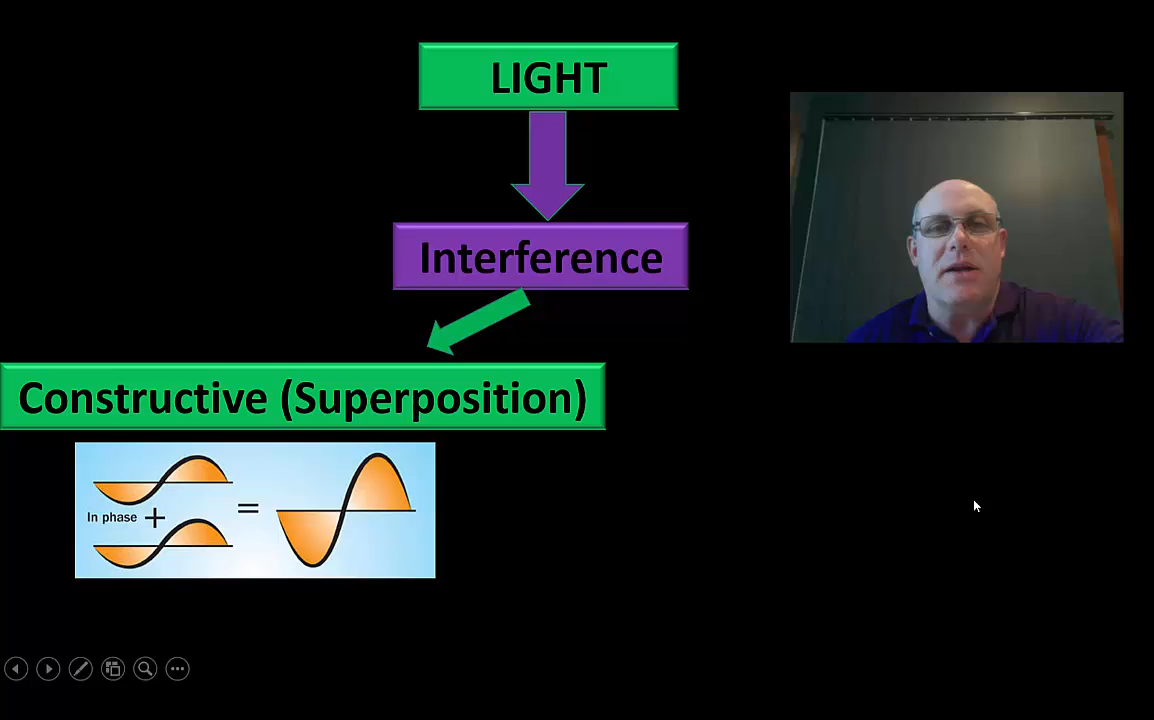 LIGHT
Interference
Constructive (Superposition)
In phase + =